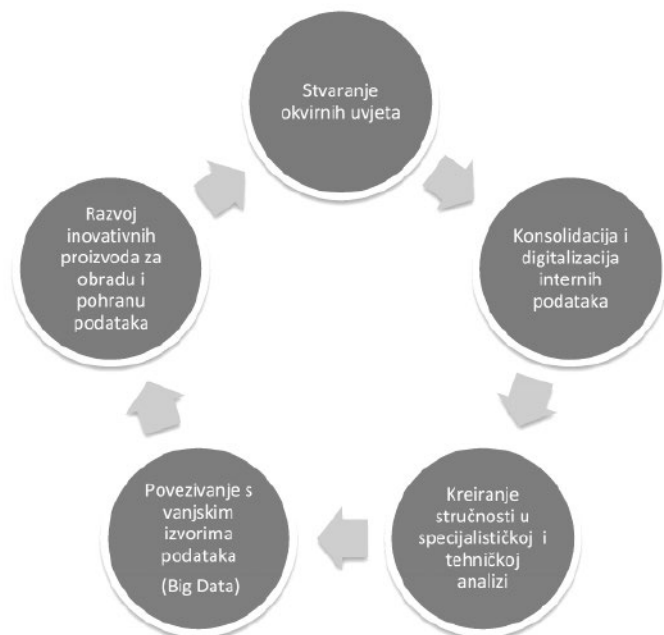 Stvaranje
okvirnih uvjeta
Konsolidacija i
digitalizacija
internih
podataka
Kreiranje
stručnosti u
specijalističkoj i
tehničkoj
analizi
Povezivanje s
vanjskim
izvorima
podataka
(Big Data)
Razvoj
inovativnih
proizvoda za
obradu i
pohranu
podataka